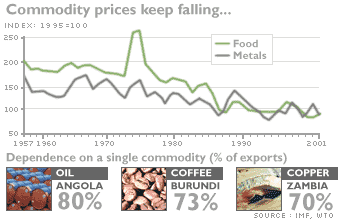 Commodity prices keep falling...
INDEX: 1995=100
250
200
150
100
50
Food
Metals
1957 1960 1970 1980 1990 2001
Dependence on a single commodity (% of exports)
OIL
ANGOLA
80%
COFFEE
BURUNDI
73%
COPPER
ZAMBIA
70%
SOURCE: IMF, WTO